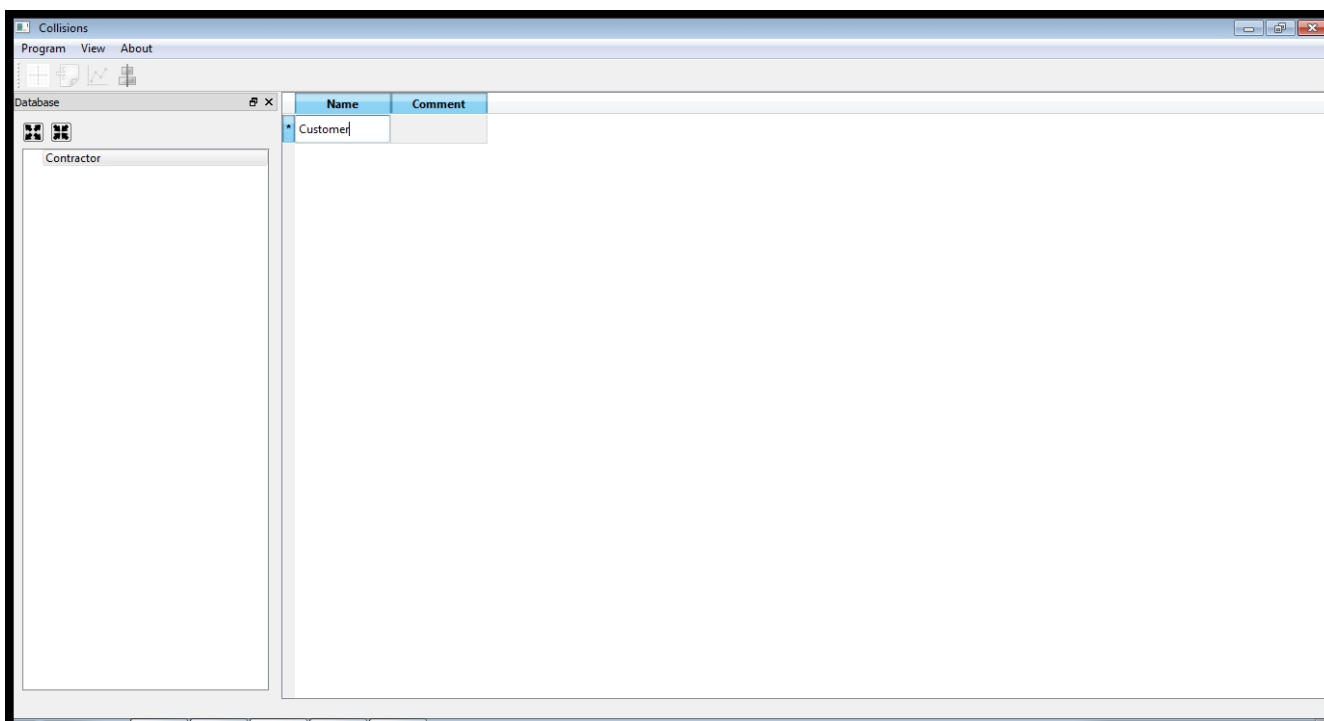 Collisions
Program View About
Database
Name Comment
* Customer
Contractor